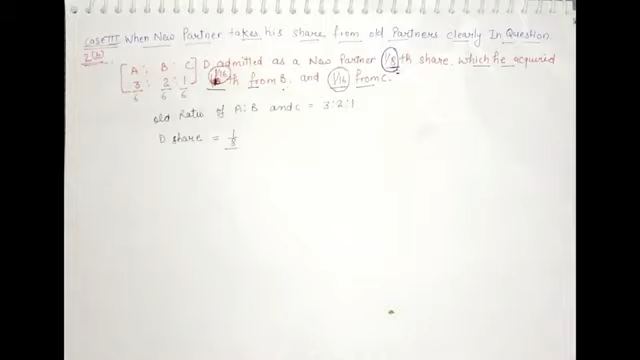 Case III When New Partner takes his share from old Partners clearly In Question
2(b) [A: B: C] D admitted as a New Partner 1/8th share which he acquired
3: 2: 1 1/16th from B and 1/16 from C.
6 6 6
old Ratio of A:B and C = 3:2:1
D share = 1/8